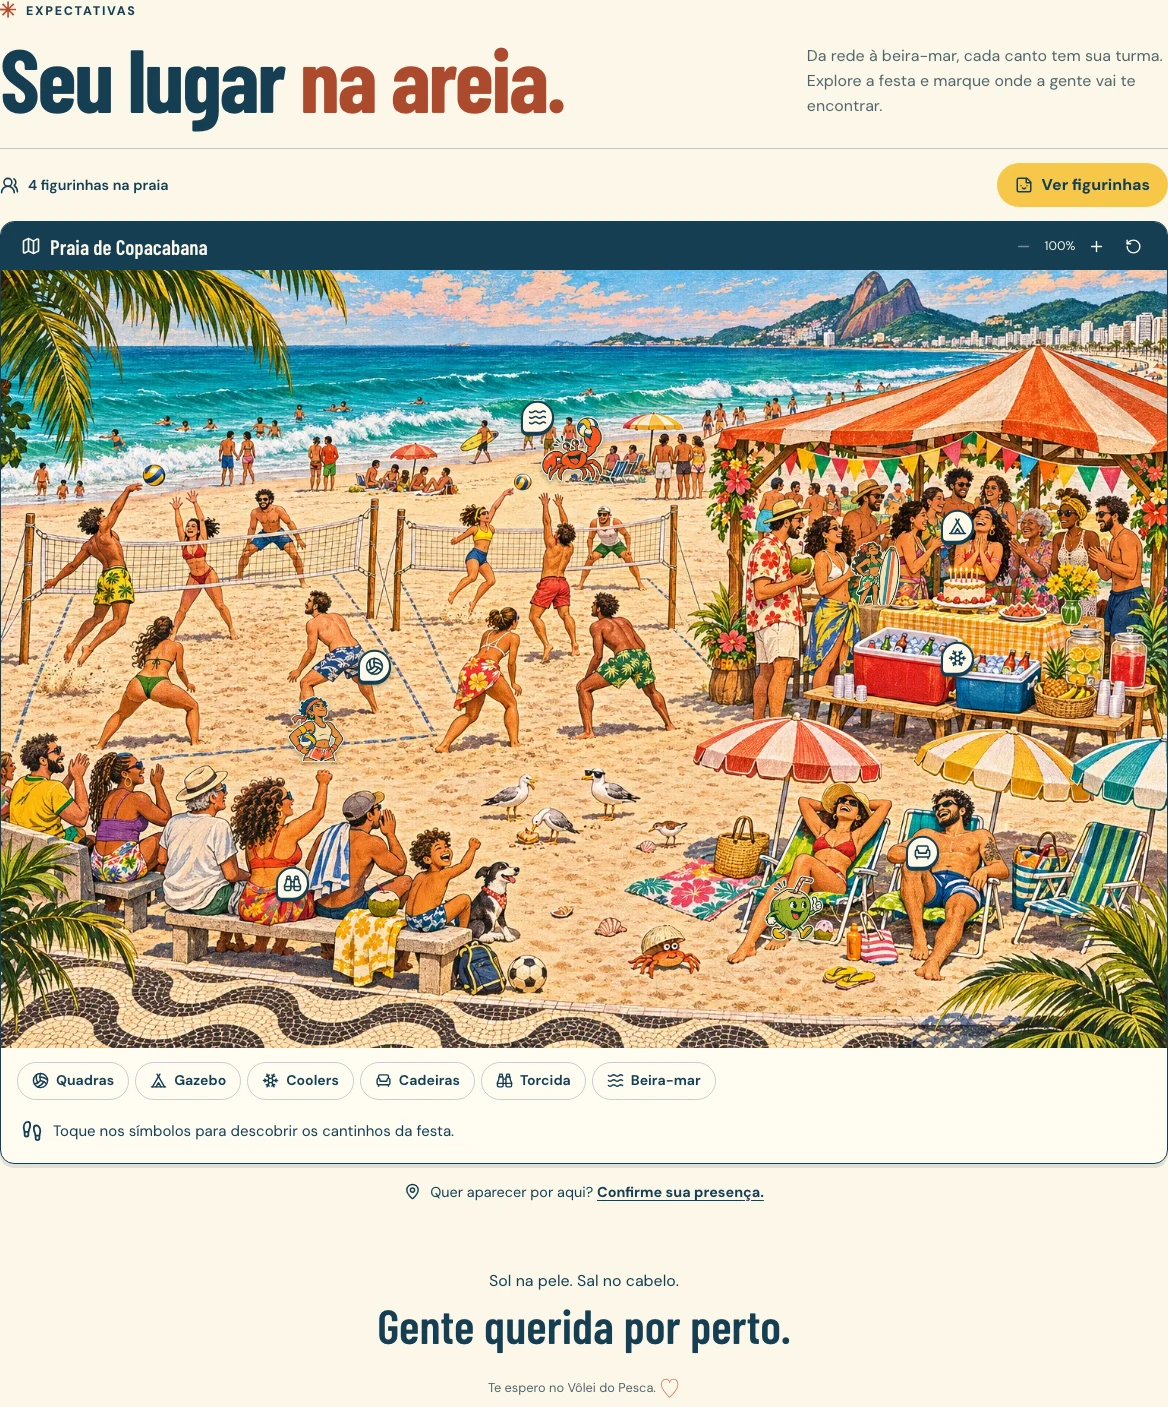 EXPECTATIVAS
Seu lugar na areia.
Da rede à beira-mar, cada canto tem sua turma.
Explore a festa e marque onde a gente vai te
encontrar.
4 figurinhas na praia
Ver figurinhas
Praia de Copacabana
100%
Quadras
Gazebo
Coolers
Cadeiras
Torcida
Beira-mar
Toque nos símbolos para descobrir os cantinhos da festa.
Quer aparecer por aqui? Confirme sua presença.
Sol na pele. Sal no cabelo.
Gente querida por perto.
Te espero no Vôlei do Pesca.